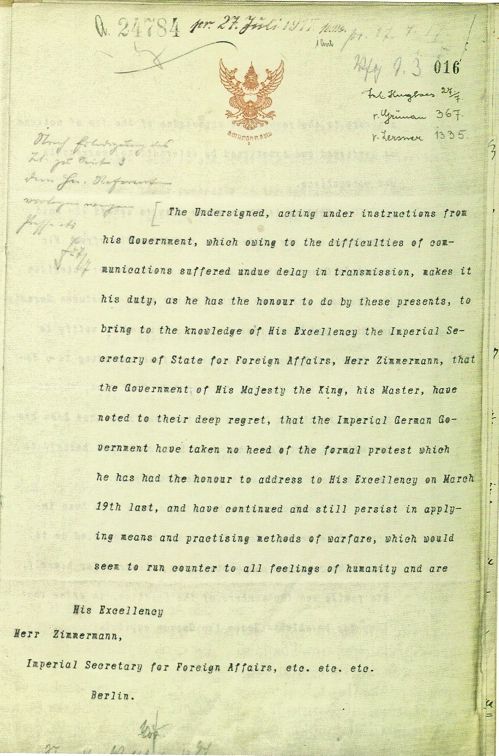 A. 24784 pr. 27. Juli 1917. p.m.
016
v. Grünau 367.
v. Lersner 1335.
The Undersigned, acting under instructions from
his Government, which owing to the difficulties of com-
munications suffered undue delay in transmission, makes it
his duty, as he has the honour to do by these presents, to
bring to the knowledge of His Excellency the Imperial Se-
cretary of State for Foreign Affairs, Herr Zimmermann, that
the Government of His Majesty the King, his Master, have
noted to their deep regret, that the Imperial German Go-
vernment have taken no heed of the formal protest which
he has had the honour to address to His Excellency on March
19th last, and have continued and still persist in apply-
ing means and practising methods of warfare, which would
seem to run counter to all feelings of humanity and are
His Excellency
Herr Zimmermann,
Imperial Secretary for Foreign Affairs, etc. etc. etc.
Berlin.